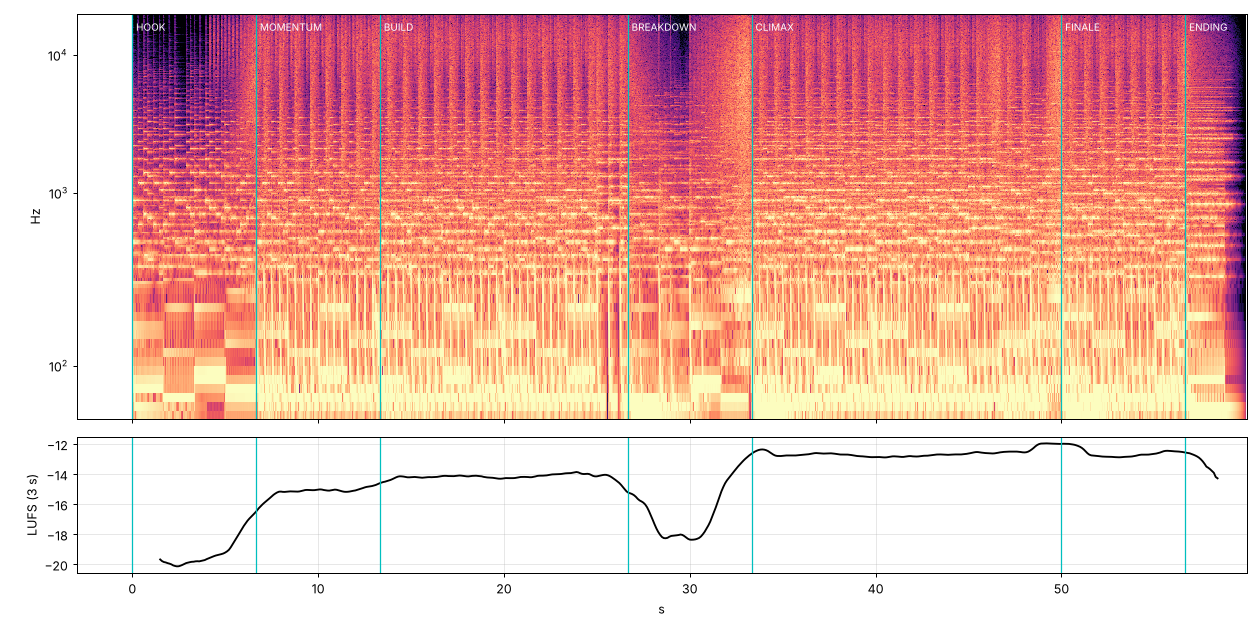 HOOK MOMENTUM BUILD BREAKDOWN CLIMAX FINALE ENDING
10⁴
10³
10²
Hz
−12
−14
−16
−18
−20
LUFS (3 s)
0 10 20 30 40 50
s